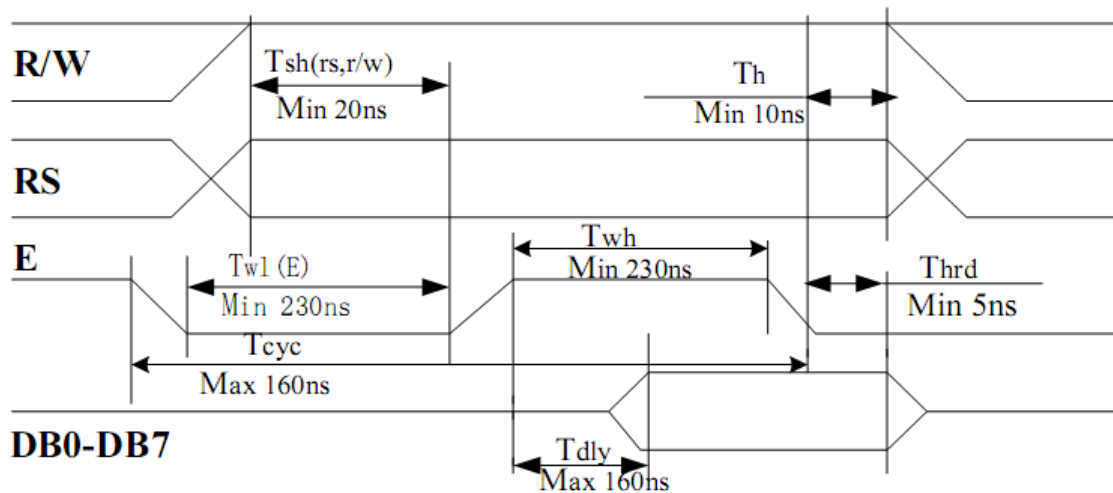 R/W
Tsh(rs,r/w)
Min 20ns
Th
Min 10ns
RS
E
Twl(E)
Min 230ns
Twh
Min 230ns
Thrd
Min 5ns
Tcyc
Max 160ns
DB0-DB7
Tdly
Max 160ns